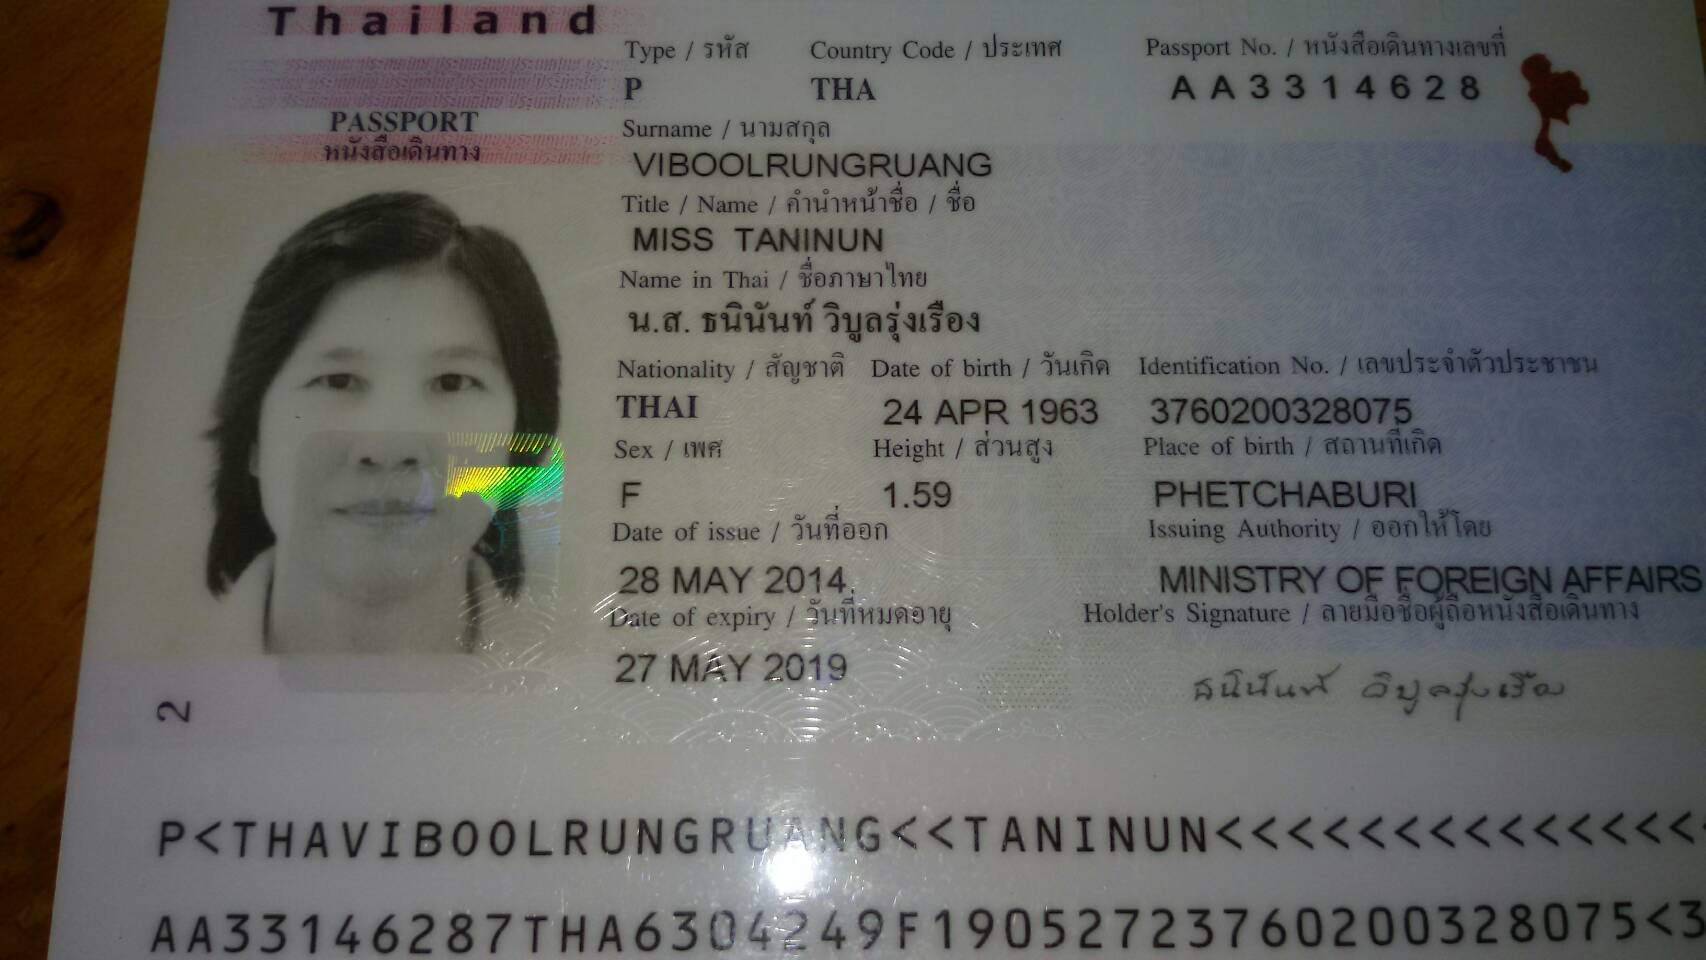 Thailand
Type / รหัส Country Code / ประเทศ Passport No. / หนังสือเดินทางเลขที่
P THA AA3314628
PASSPORT
หนังสือเดินทาง
Surname / นามสกุล
VIBOOLRUNGRUANG
Title / Name / คำนำหน้าชื่อ / ชื่อ
MISS TANINUN
Name in Thai / ชื่อภาษาไทย
น.ส. ธนินันท์ วิบูลรุ่งเรือง
Nationality / สัญชาติ Date of birth / วันเกิด Identification No. / เลขประจำตัวประชาชน
THAI 24 APR 1963 3760200328075
Sex / เพศ Height / ส่วนสูง Place of birth / สถานที่เกิด
F 1.59 PHETCHABURI
Date of issue / วันที่ออก Issuing Authority / ออกให้โดย
28 MAY 2014 MINISTRY OF FOREIGN AFFAIRS
Date of expiry / วันที่หมดอายุ Holder's Signature / ลายมือชื่อผู้ถือหนังสือเดินทาง
27 MAY 2019 ธนินันท์ วิบูลรุ่งเรือง
2
P<THAVIBOOLRUNGRUANG<<TANINUN<<<<<<<<<<<<<<
AA33146287THA6304249F1905272376020032​8075<3